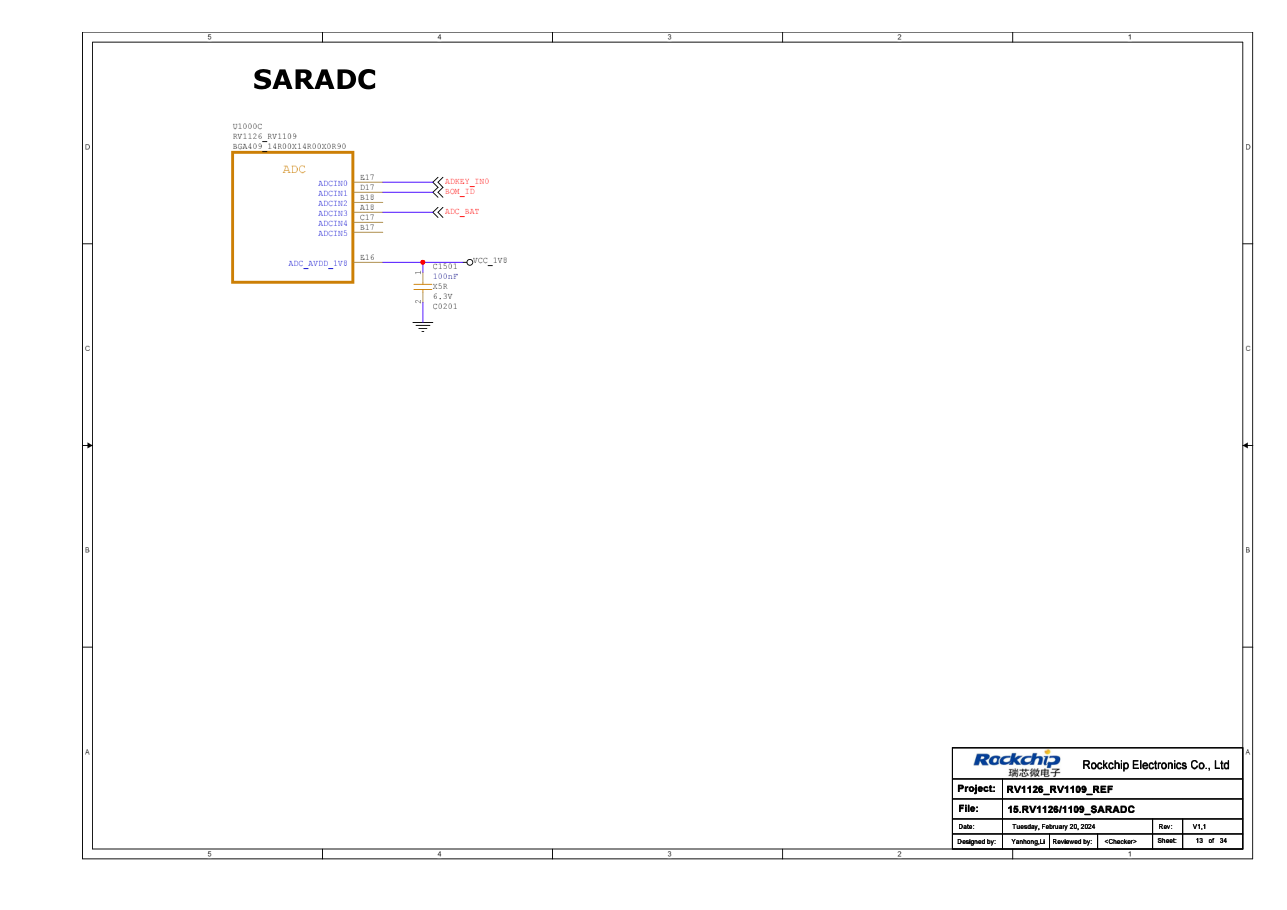 5 4 3 2 1
SARADC
U1000C
RV1126_RV1109
BGA409_14R00X14R00X0R90
D D
ADC
ADCIN0 E17 ADKEY_IN0
ADCIN1 D17 BOM_ID
ADCIN2 B18
ADCIN3 A18 ADC_BAT
ADCIN4 C17
ADCIN5 B17
ADC_AVDD_1V8 E16 VCC_1V8
C1501
1
100nF
X5R
6.3V
2
C0201
C C
B B
A A
Rockchip
瑞芯微电子
Rockchip Electronics Co., Ltd
Project: RV1126_RV1109_REF
File: 15.RV1126/1109_SARADC
Date: Tuesday, February 20, 2024 Rev: V1,1
Designed by: Yanhong,Li Reviewed by: <Checker> Sheet: 13 of 34
5 4 3 2 1